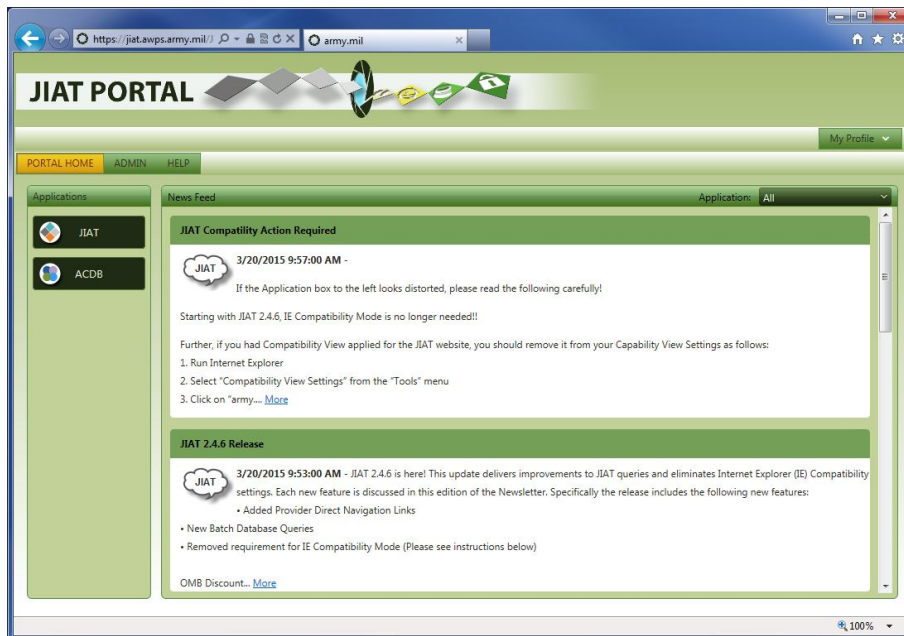 https://jiat.awps.army.mil/J
army.mil
JIAT PORTAL
My Profile
PORTAL HOME ADMIN HELP
Applications
JIAT
ACDB
News Feed
Application: All
JIAT Compatility Action Required
JIAT
3/20/2015 9:57:00 AM -
If the Application box to the left looks distorted, please read the following carefully!
Starting with JIAT 2.4.6, IE Compatibility Mode is no longer needed!!
Further, if you had Compatibility View applied for the JIAT website, you should remove it from your Capability View Settings as follows:
1. Run Internet Explorer
2. Select "Compatibility View Settings" from the "Tools" menu
3. Click on "army.... More
JIAT 2.4.6 Release
JIAT
3/20/2015 9:53:00 AM - JIAT 2.4.6 is here! This update delivers improvements to JIAT queries and eliminates Internet Explorer (IE) Compatibility
settings. Each new feature is discussed in this edition of the Newsletter. Specifically the release includes the following new features:
• Added Provider Direct Navigation Links
• New Batch Database Queries
• Removed requirement for IE Compatibility Mode (Please see instructions below)
OMB Discount... More
100%